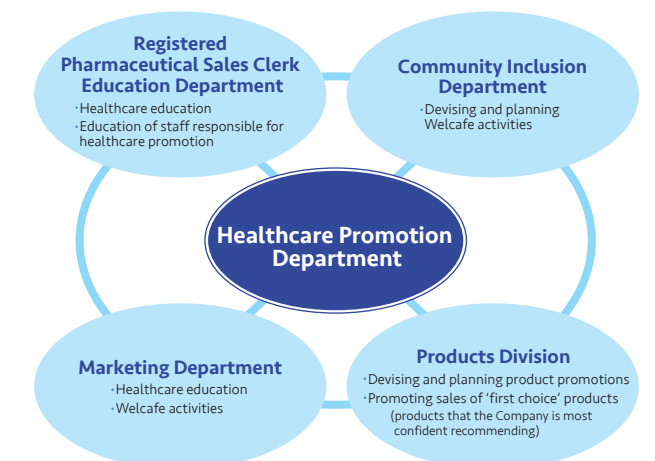 Registered
Pharmaceutical Sales Clerk
Education Department
·Healthcare education
·Education of staff responsible for
healthcare promotion
Community Inclusion
Department
·Devising and planning
Welcafe activities
Healthcare Promotion
Department
Marketing Department
·Healthcare education
·Welcafe activities
Products Division
·Devising and planning product promotions
·Promoting sales of ‘first choice’ products
(products that the Company is most
confident recommending)